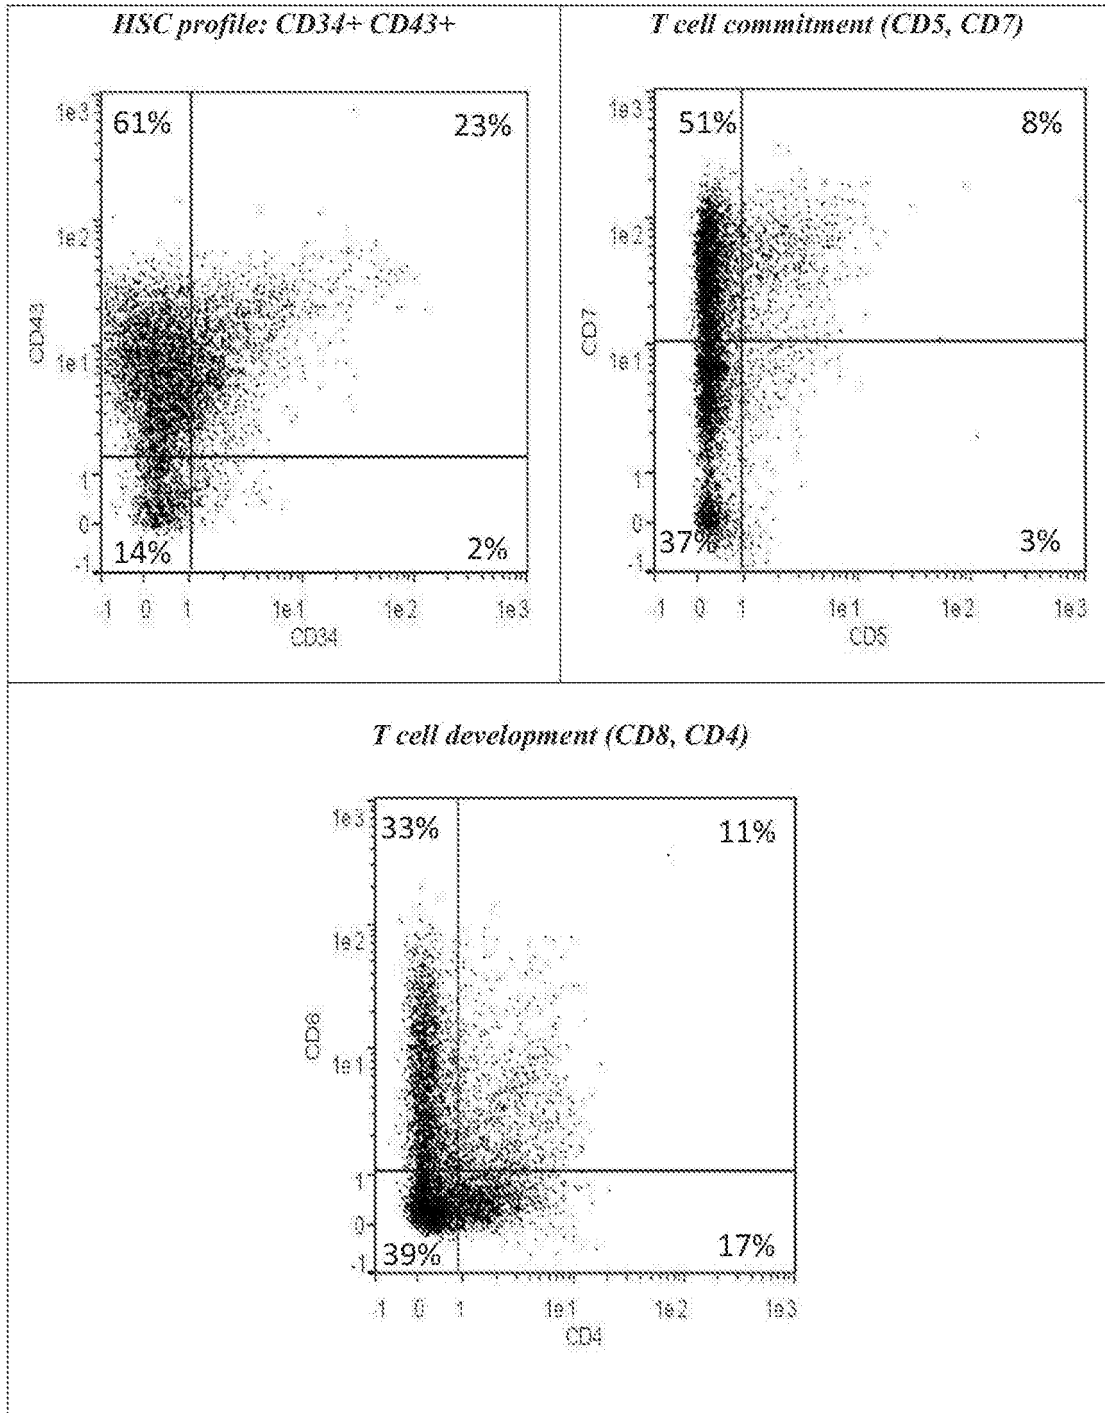 HSC profile: CD34+ CD43+
61%
23%
1e3
1e2
CD43
1e1
1
0
-1
14%
2%
-1 0 1 1e1 1e2 1e3
CD34
T cell commitment (CD5, CD7)
51%
8%
1e3
1e2
CD7
1e1
1
0
-1
37%
3%
-1 0 1 1e1 1e2 1e3
CD5
T cell development (CD8, CD4)
33%
11%
1e3
1e2
CD8
1e1
1
0
-1
39%
17%
-1 0 1 1e1 1e2 1e3
CD4